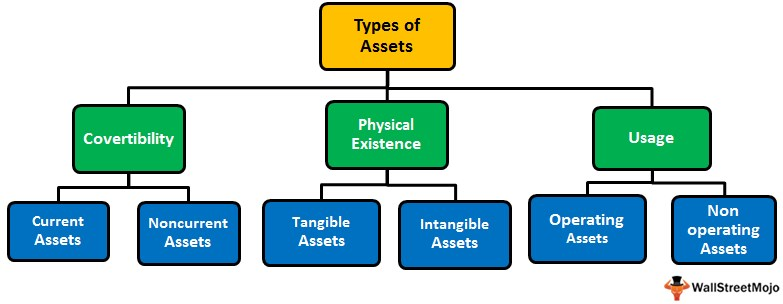 Types of
Assets
Covertibility
Physical
Existence
Usage
Current
Assets
Noncurrent
Assets
Tangible
Assets
Intangible
Assets
Operating
Assets
Non
operating
Assets
WallStreetMojo